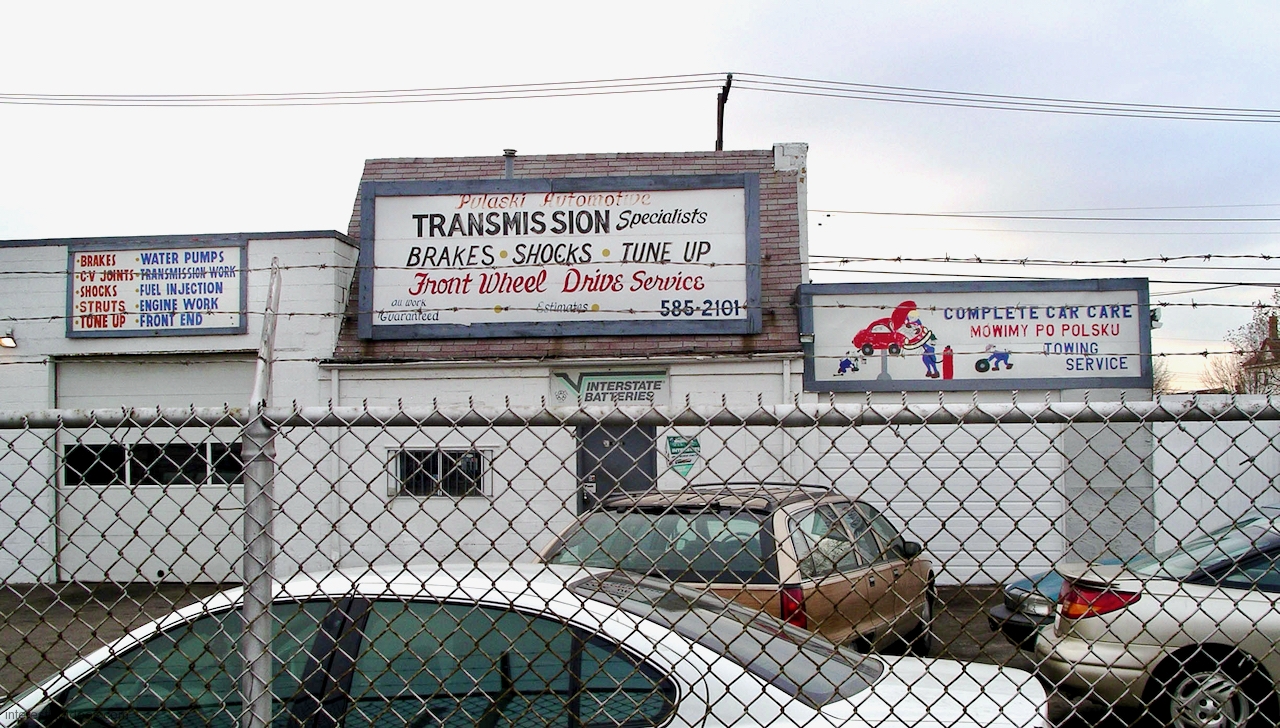 Pulaski Automotive
TRANSMISSION Specialists
BRAKES • SHOCKS • TUNE UP
Front Wheel Drive Service
all work
Guaranteed
• Estimates •
585-2101
• BRAKES
• C-V JOINTS
• SHOCKS
• STRUTS
• TONE UP
• WATER PUMPS
• TRANSMISSION WORK
• FUEL INJECTION
• ENGINE WORK
• FRONT END
COMPLETE CAR CARE
MOWIMY PO POLSKU
TOWING
SERVICE
INTERSTATE
BATTERIES